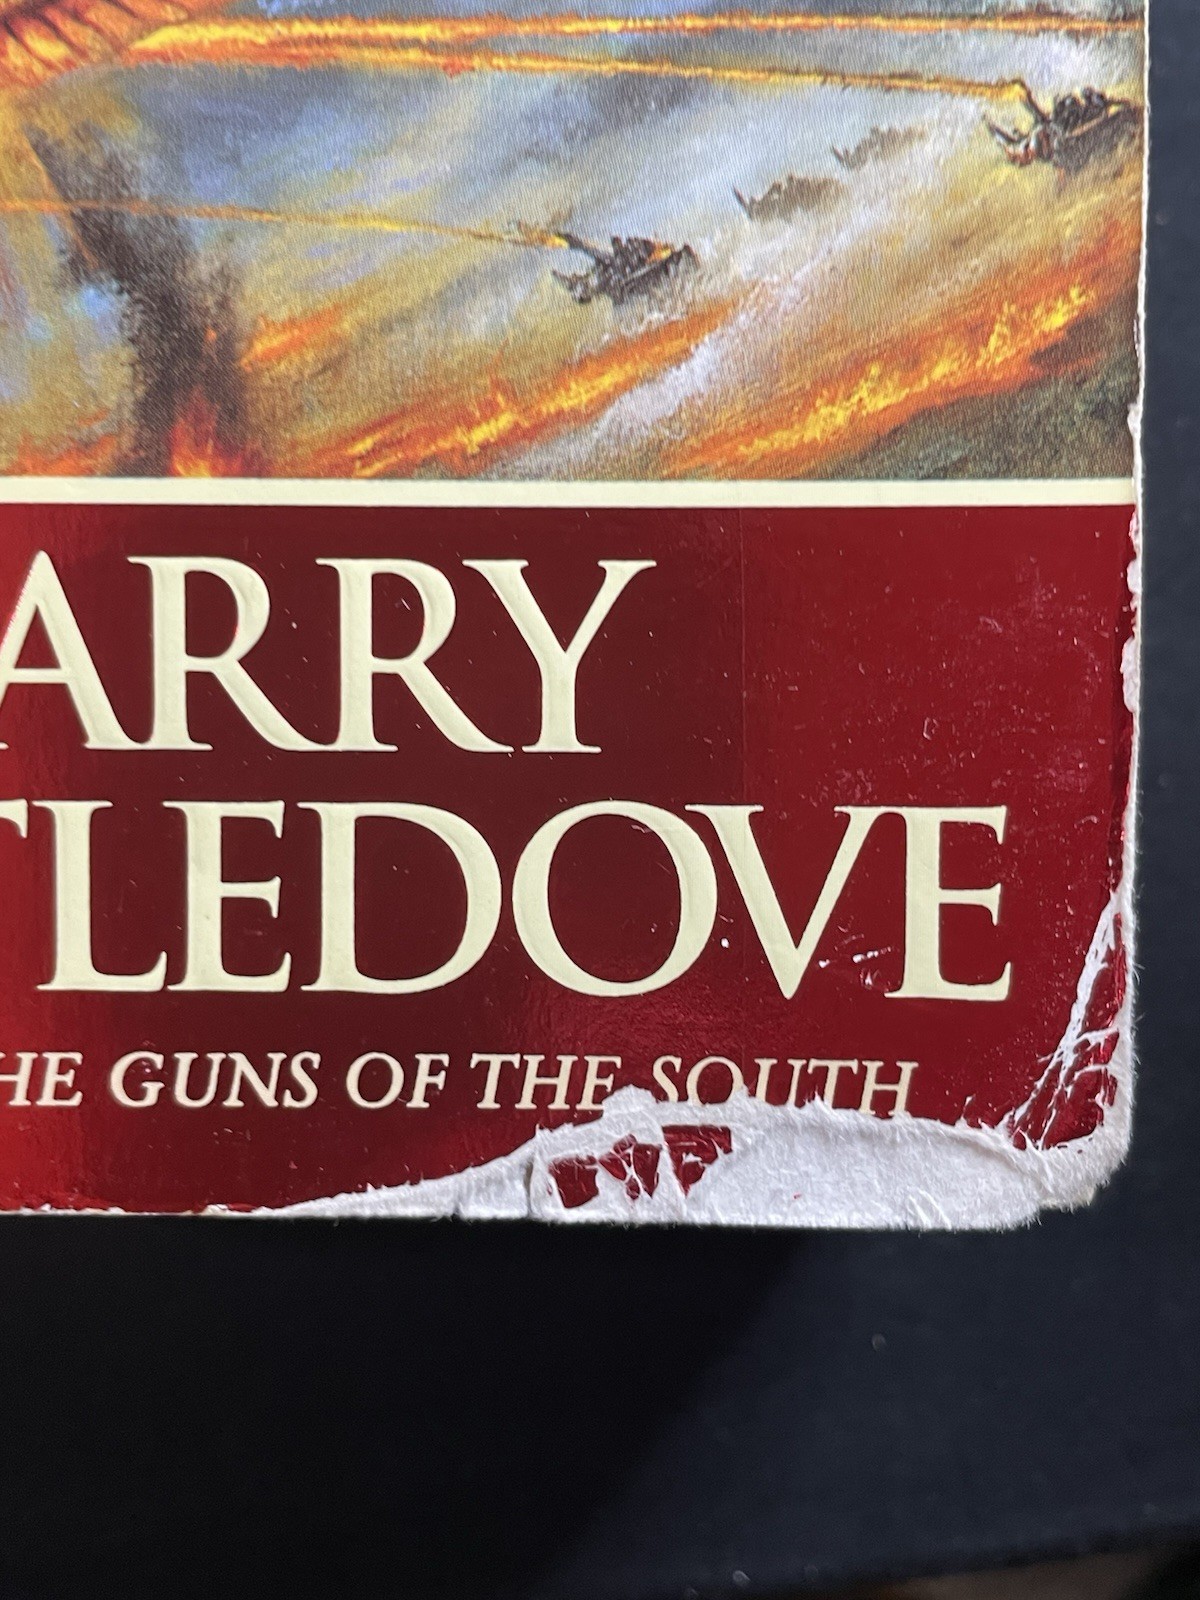 ARRY
TLEDOVE
HE GUNS OF THE SOUTH